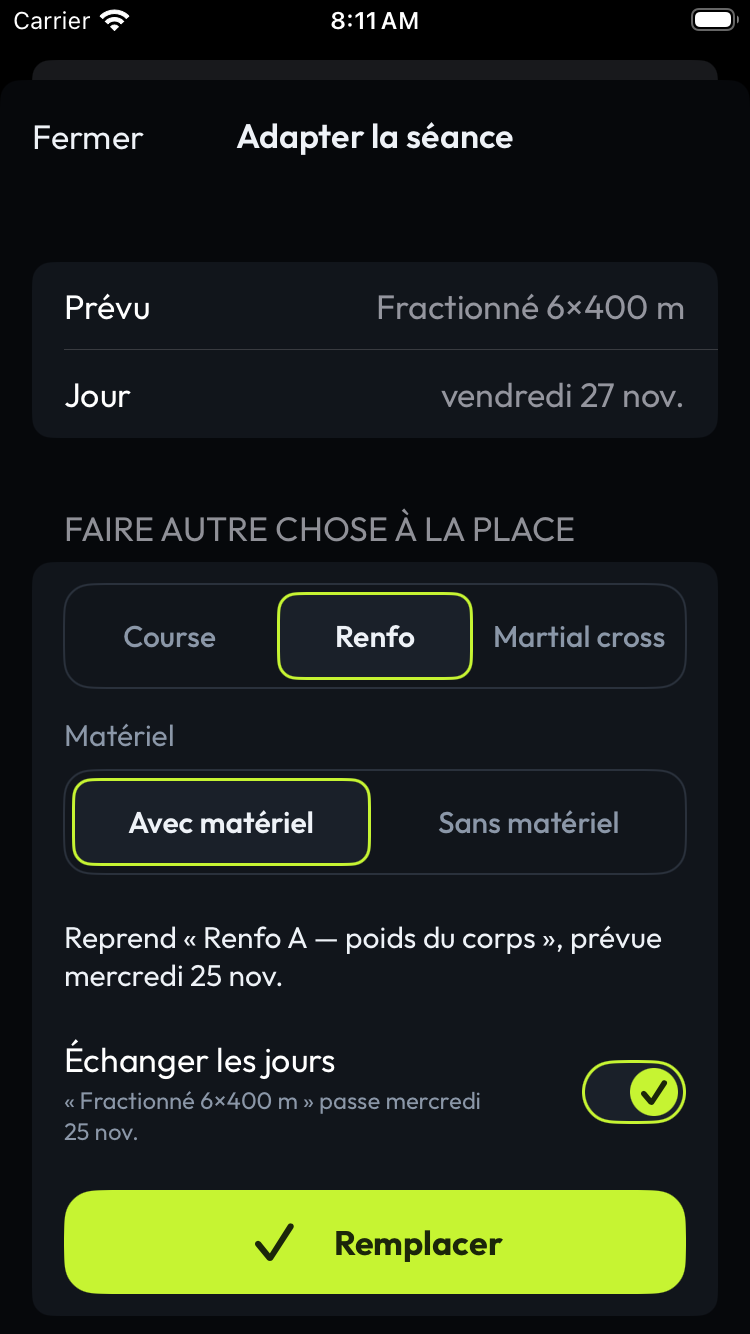 Carrier 8:11 AM
Fermer Adapter la séance
Prévu Fractionné 6×400 m
Jour vendredi 27 nov.
FAIRE AUTRE CHOSE À LA PLACE
Course Renfo Martial cross
Matériel
Avec matériel Sans matériel
Reprend « Renfo A — poids du corps », prévue
mercredi 25 nov.
Échanger les jours
« Fractionné 6×400 m » passe mercredi
25 nov.
Remplacer